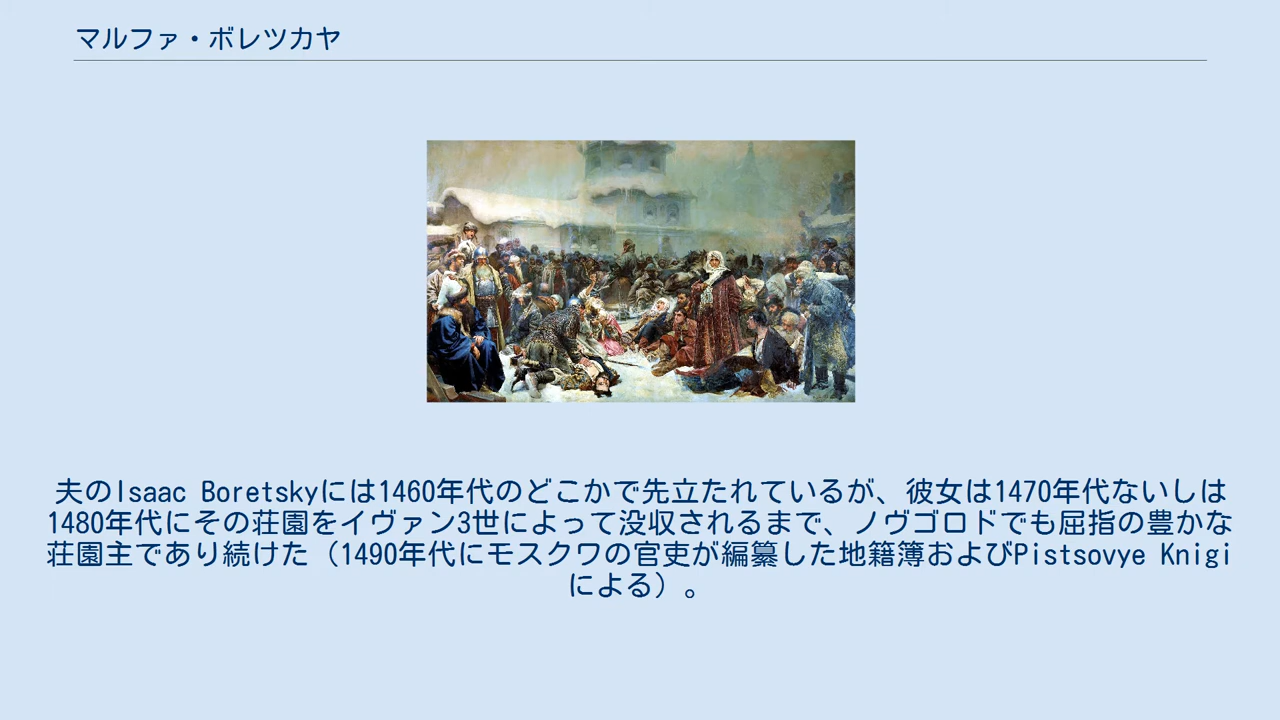 マルファ・ボレツカヤ
夫のIsaac Boretskyには1460年代のどこかで先立たれているが、彼女は1470年代ないしは
1480年代にその荘園をイヴァン3世によって没収されるまで、ノヴゴロドでも屈指の豊かな
荘園主であり続けた（1490年代にモスクワの官吏が編纂した地籍簿およびPistsovye Knigi
による）。